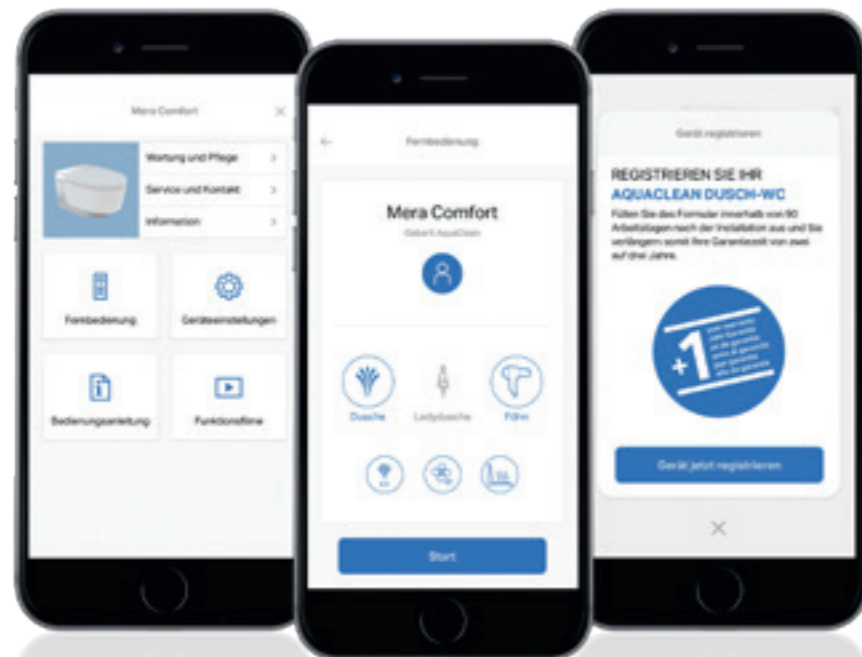 Mera Comfort
Wartung und Pflege
Service und Kontakt
Information
Fernbedienung
Geräteeinstellungen
Bedienungsanleitung
Funktionsfilme
Fernbedienung
Mera Comfort
Geberit AquaClean
Dusche
Ladydusche
Föhn
Start
Gerät registrieren
REGISTRIEREN SIE IHR
AQUACLEAN DUSCH-WC
Füllen Sie das Formular innerhalb von 90
Arbeitstagen nach der Installation aus und Sie
verlängern somit Ihre Garantiezeit von zwei
auf drei Jahre.
+1
Gerät jetzt registrieren